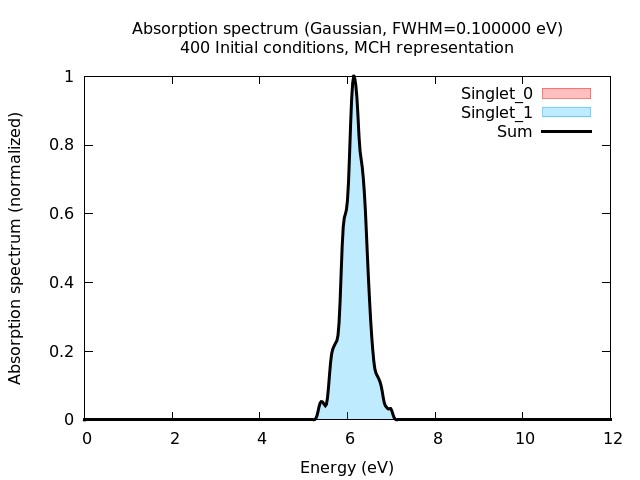 Absorption spectrum (Gaussian, FWHM=0.100000 eV)
400 Initial conditions, MCH representation
Singlet_0
Singlet_1
Sum
Absorption spectrum (normalized)
1
0.8
0.6
0.4
0.2
0
0 2 4 6 8 10 12
Energy (eV)